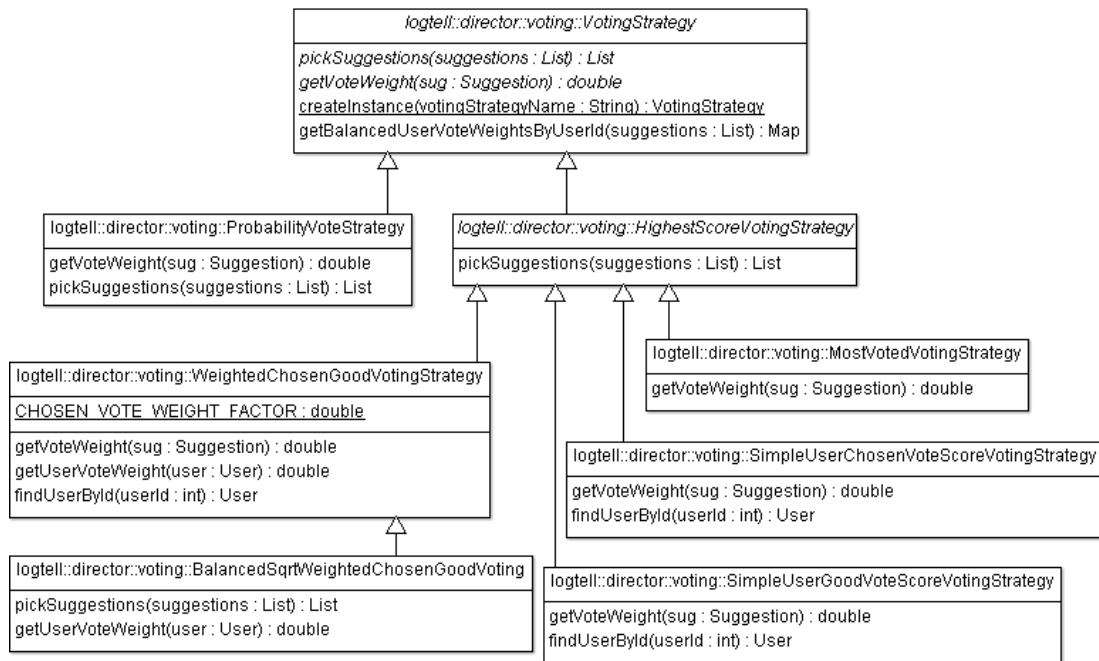 logtell::director::voting::VotingStrategy
pickSuggestions(suggestions : List) : List
getVoteWeight(sug : Suggestion) : double
createInstance(votingStrategyName : String) : VotingStrategy
getBalancedUserVoteWeightsByUserId(suggestions : List) : Map
logtell::director::voting::ProbabilityVoteStrategy
getVoteWeight(sug : Suggestion) : double
pickSuggestions(suggestions : List) : List
logtell::director::voting::HighestScoreVotingStrategy
pickSuggestions(suggestions : List) : List
logtell::director::voting::MostVotedVotingStrategy
getVoteWeight(sug : Suggestion) : double
logtell::director::voting::WeightedChosenGoodVotingStrategy
CHOSEN_VOTE_WEIGHT_FACTOR : double
getVoteWeight(sug : Suggestion) : double
getUserVoteWeight(user : User) : double
findUserById(userId : int) : User
logtell::director::voting::SimpleUserChosenVoteScoreVotingStrategy
getVoteWeight(sug : Suggestion) : double
findUserById(userId : int) : User
logtell::director::voting::BalancedSqrtWeightedChosenGoodVoting
pickSuggestions(suggestions : List) : List
getUserVoteWeight(user : User) : double
logtell::director::voting::SimpleUserGoodVoteScoreVotingStrategy
getVoteWeight(sug : Suggestion) : double
findUserById(userId : int) : User